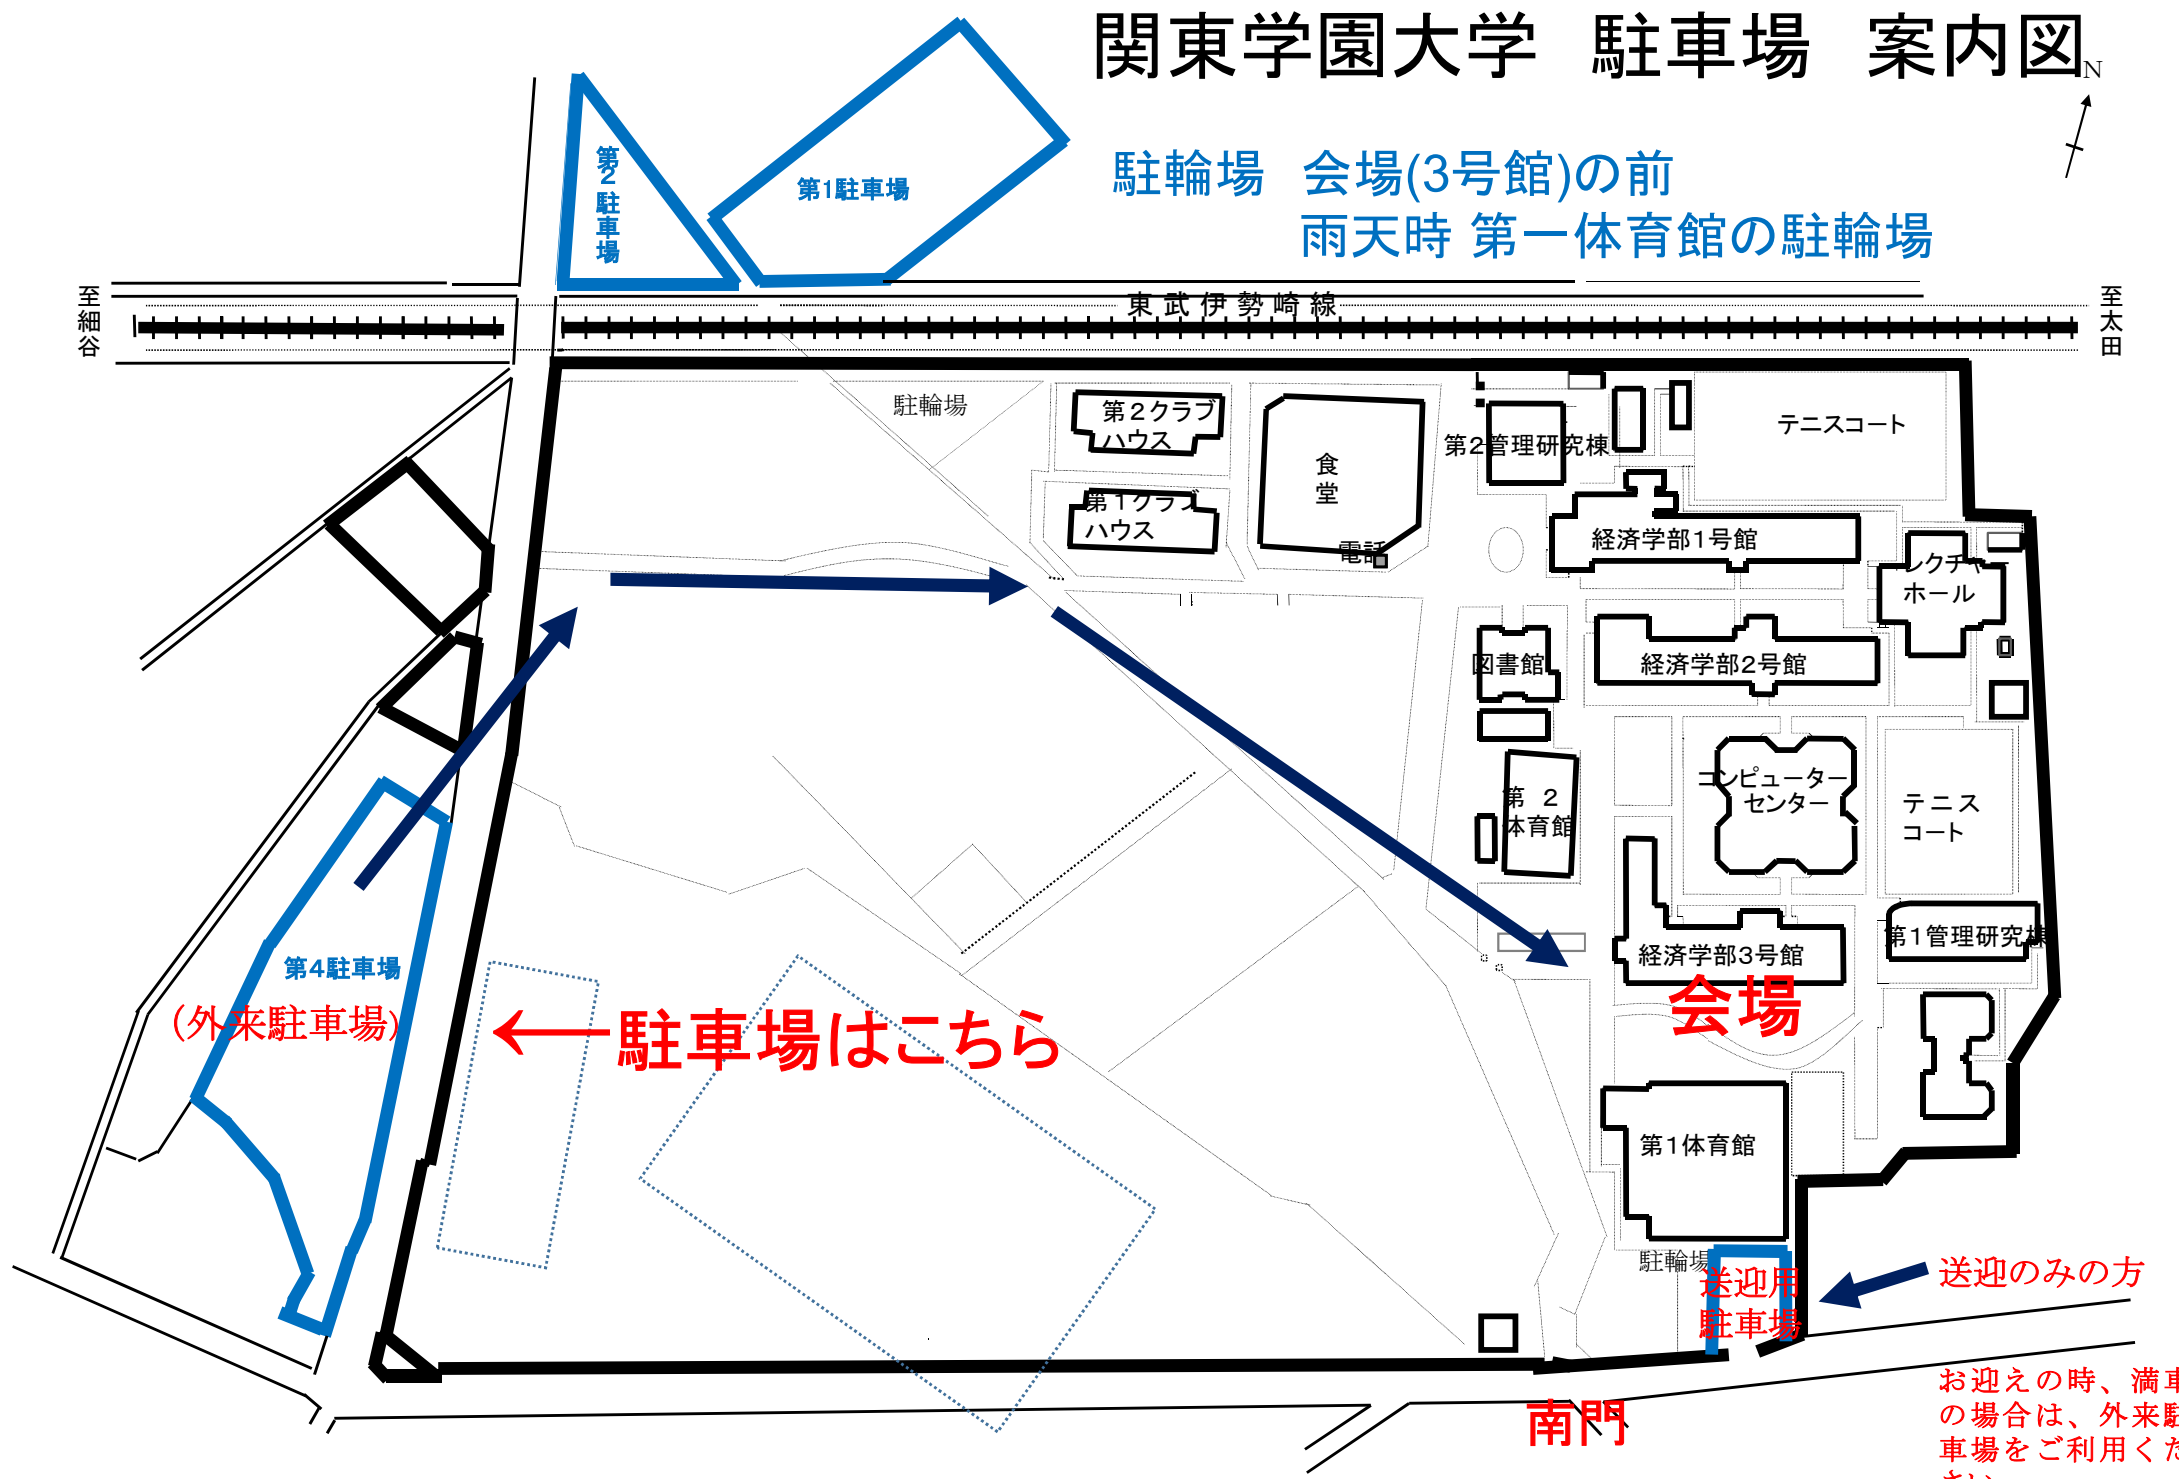 関東学園大学 駐車場 案内図
N
駐輪場 会場(3号館)の前
雨天時 第一体育館の駐輪場
第2駐車場
第1駐車場
至細谷
東武伊勢崎線
至太田
駐輪場
第2クラブ
ハウス
第1クラブ
ハウス
食堂
電話
第2管理研究棟
テニスコート
経済学部1号館
レクチャー
ホール
図書館
経済学部2号館
第 2
体育館
コンピューター
センター
テニス
コート
経済学部3号館
会場
第1管理研究棟
第4駐車場
(外来駐車場)
←駐車場はこちら
第1体育館
駐輪場
送迎用
駐車場
送迎のみの方
南門
お迎えの時、満車
の場合は、外来駐
車場をご利用くだ
さい